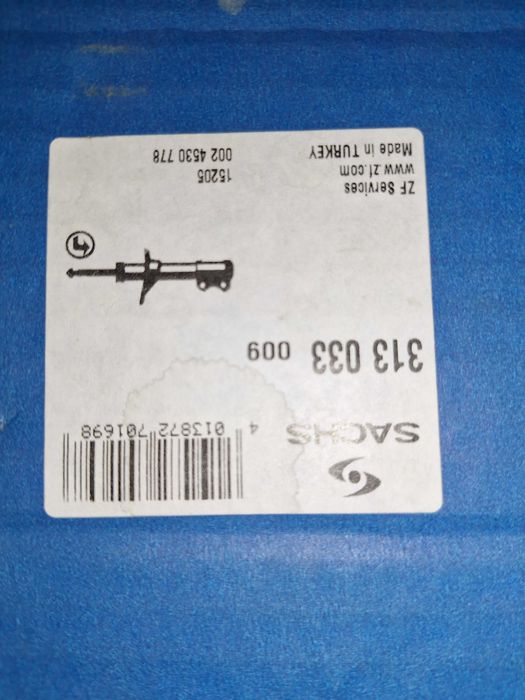 SACHS
4 013872 701698
313 033 009
ZF Services
www.zf.com
Made in TURKEY
15205
002 4530 778